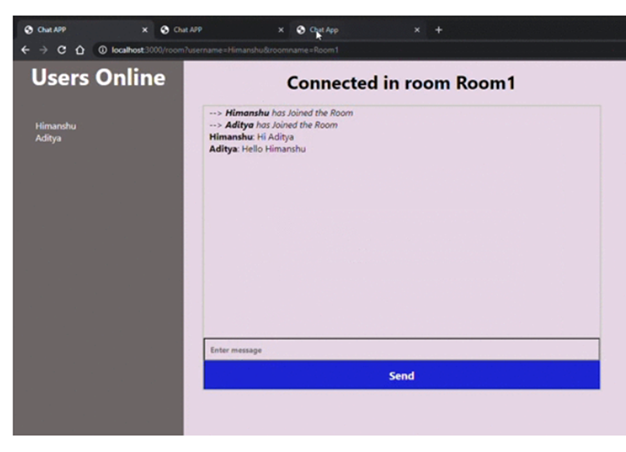 Chat APP
Chat APP
Chat App
localhost:3000/room?username=Himanshu&roomname=Room1
Users Online
Himanshu
Aditya
Connected in room Room1
--> Himanshu has Joined the Room
--> Aditya has Joined the Room
Himanshu: Hi Aditya
Aditya: Hello Himanshu
Enter message
Send